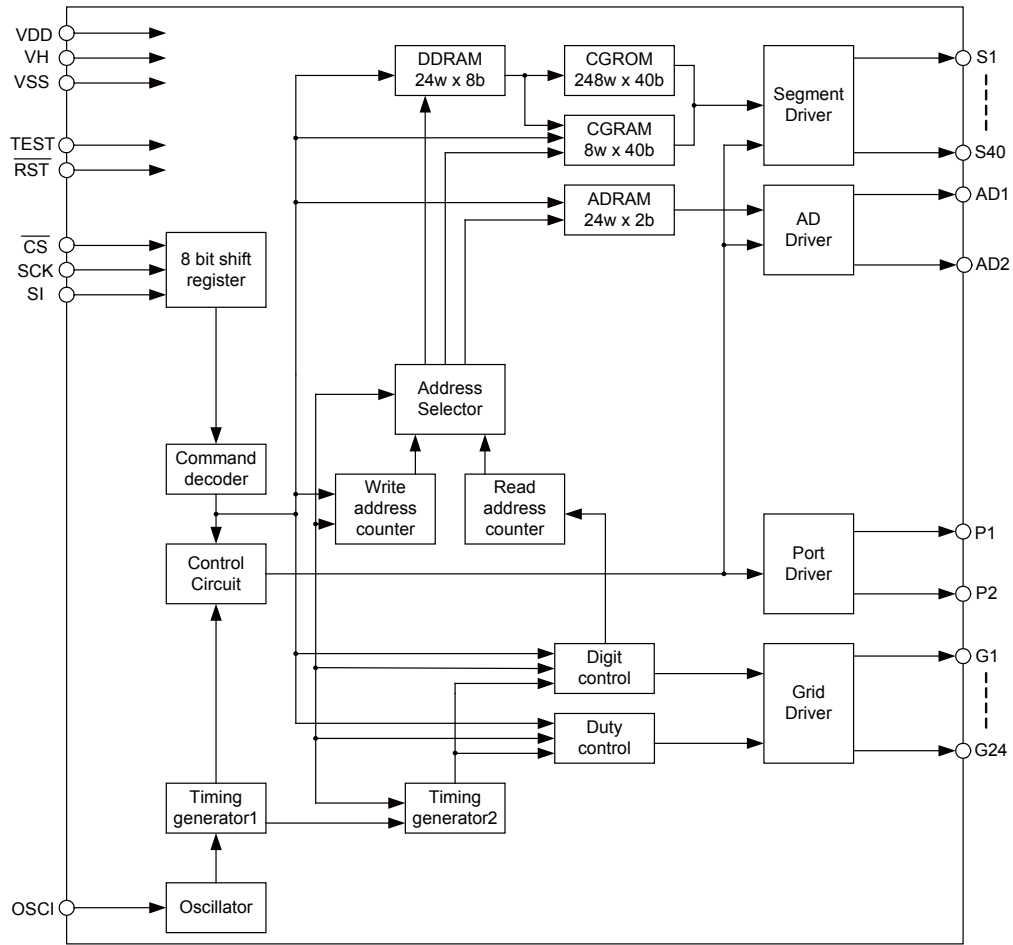 VDD
VH
VSS
TEST
RST
CS
SCK
SI
OSCI
8 bit shift
register
Command
decoder
Control
Circuit
Timing
generator1
Oscillator
DDRAM
24w x 8b
CGROM
248w x 40b
CGRAM
8w x 40b
ADRAM
24w x 2b
Address
Selector
Write
address
counter
Read
address
counter
Digit
control
Duty
control
Timing
generator2
Segment
Driver
AD
Driver
Port
Driver
Grid
Driver
S1
S40
AD1
AD2
P1
P2
G1
G24